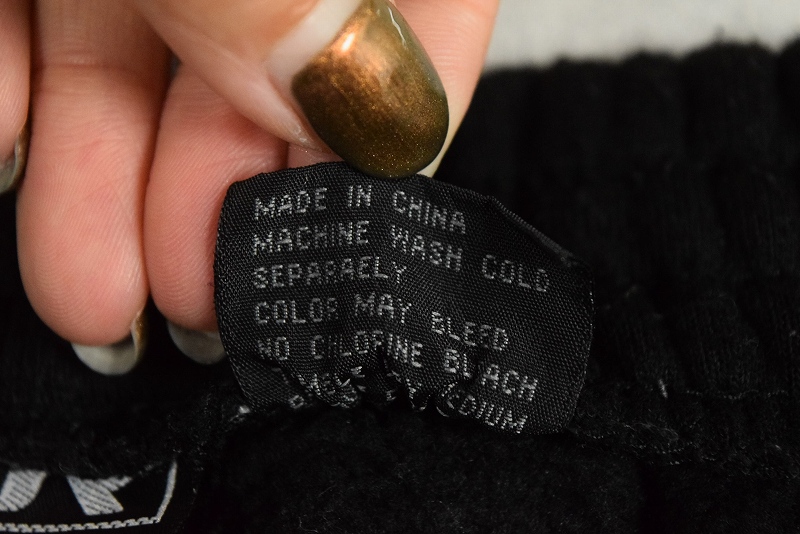 MADE IN CHINA
MACHINE WASH COLD
SEPARAELY
COLOR MAY BLEED
NO CHLORINE BLEACH